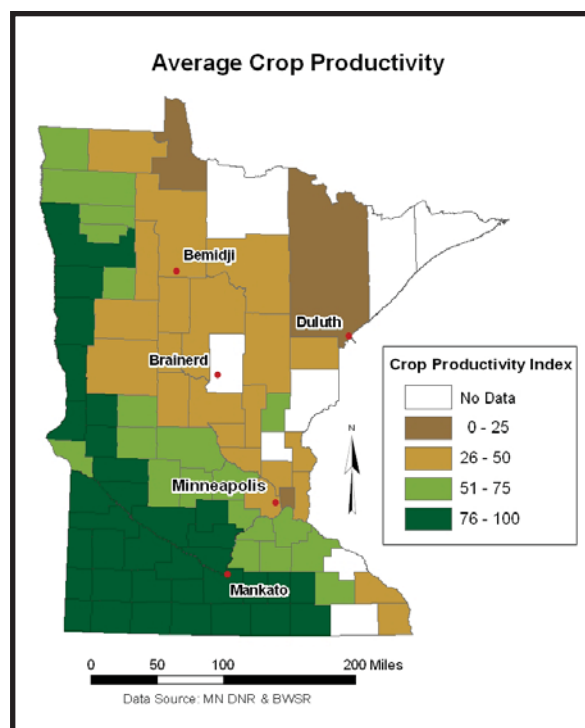 Average Crop Productivity
Bemidji
Duluth
Brainerd
Crop Productivity Index
No Data
0 - 25
26 - 50
51 - 75
76 - 100
N
Minneapolis
Mankato
0 50 100 200 Miles
Data Source: MN DNR & BWSR